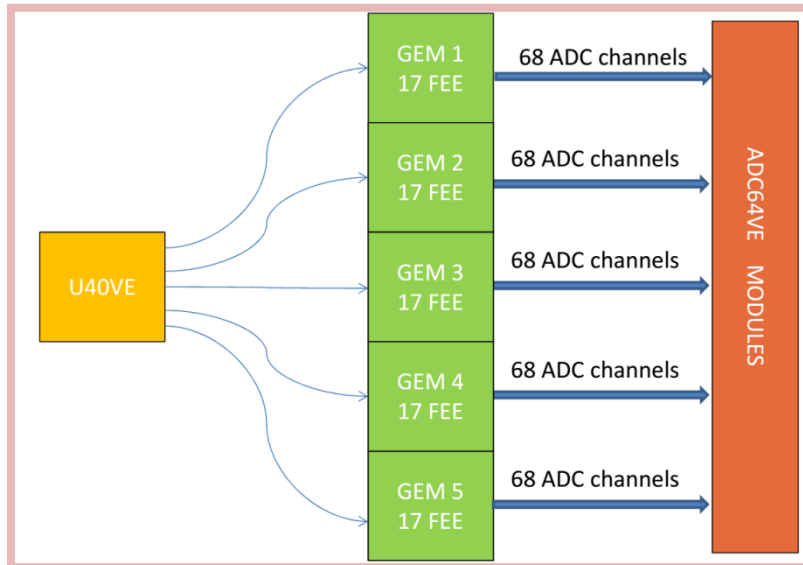 GEM 1
17 FEE
68 ADC channels
GEM 2
17 FEE
68 ADC channels
U40VE
GEM 3
17 FEE
68 ADC channels
GEM 4
17 FEE
68 ADC channels
GEM 5
17 FEE
68 ADC channels
ADC64VE MODULES